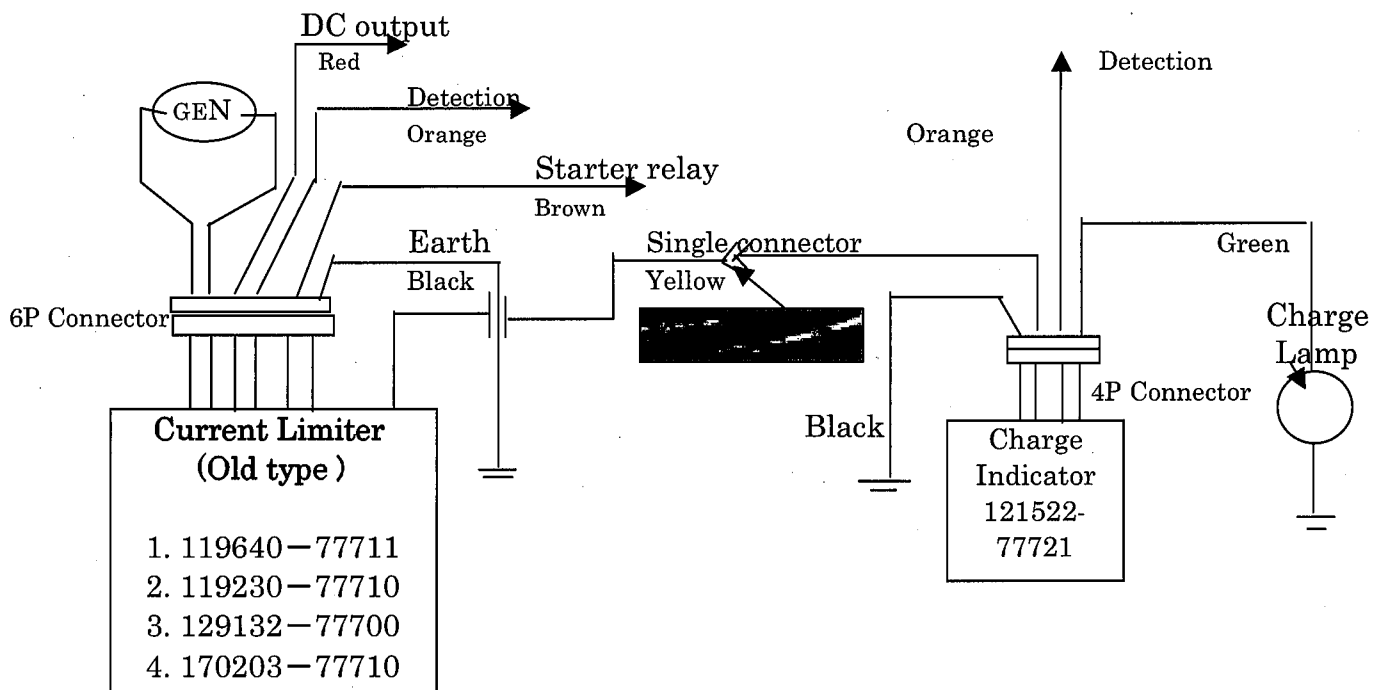 DC output
Red
GEN
Detection
Orange
Starter relay
Brown
Earth
Black
6P Connector
Single connector
Yellow
Detection
Orange
Green
Charge
Lamp
4P Connector
Black
Current Limiter
(Old type )
1. 119640－77711
2. 119230－77710
3. 129132－77700
4. 170203－77710
Charge
Indicator
121522-
77721